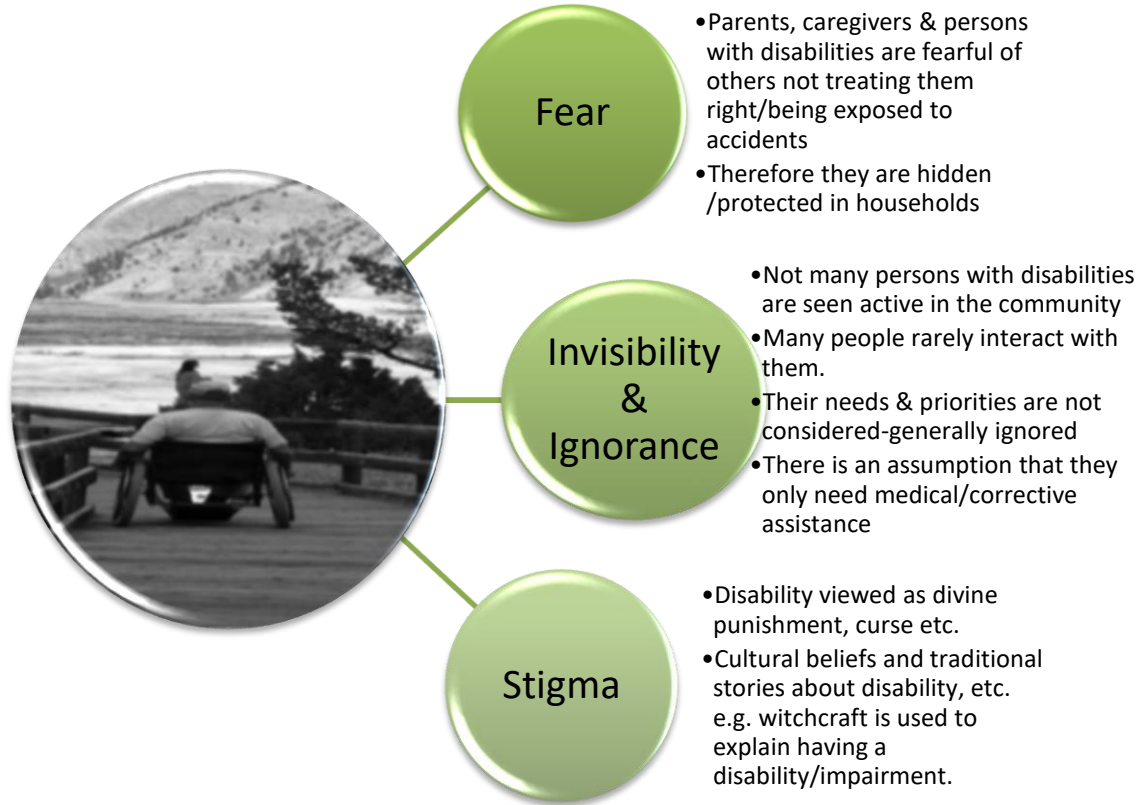 Fear
•Parents, caregivers & persons
with disabilities are fearful of
others not treating them
right/being exposed to
accidents
•Therefore they are hidden
/protected in households
Invisibility
&
Ignorance
•Not many persons with disabilities
are seen active in the community
•Many people rarely interact with
them.
•Their needs & priorities are not
considered-generally ignored
•There is an assumption that they
only need medical/corrective
assistance
Stigma
•Disability viewed as divine
punishment, curse etc.
•Cultural beliefs and traditional
stories about disability, etc.
e.g. witchcraft is used to
explain having a
disability/impairment.